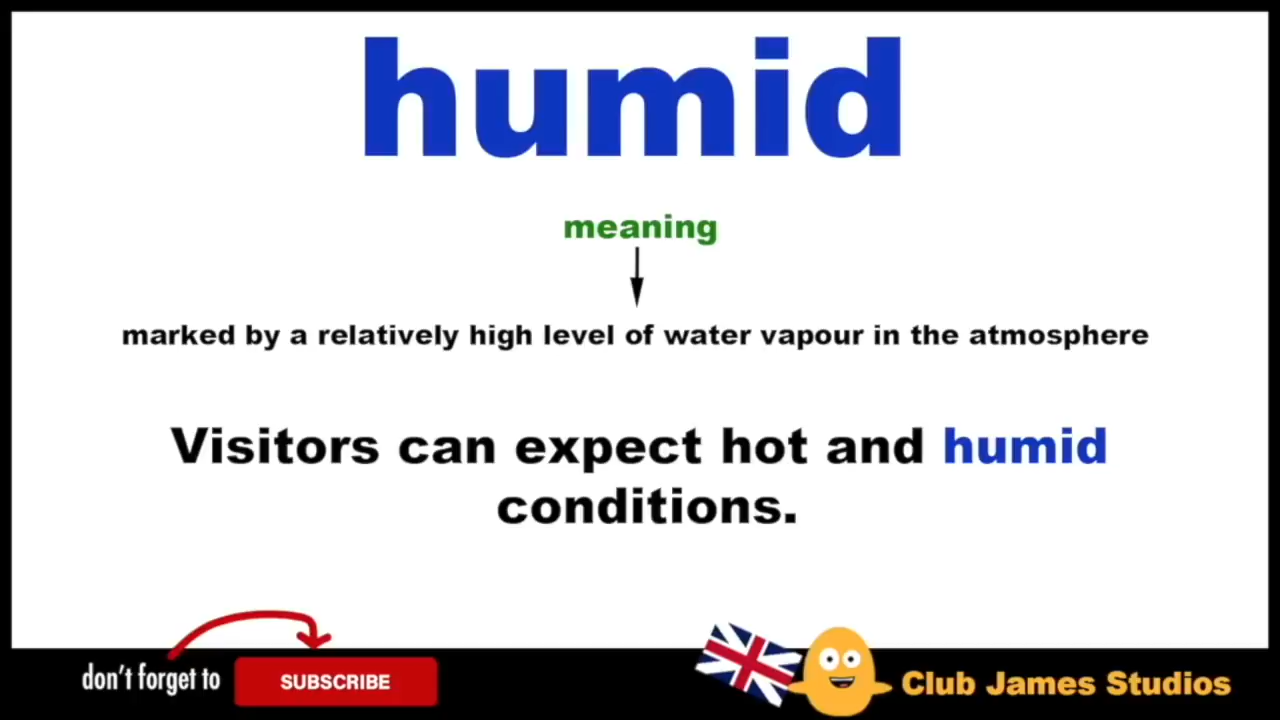 humid
meaning
marked by a relatively high level of water vapour in the atmosphere
Visitors can expect hot and humid
conditions.
don't forget to
SUBSCRIBE
Club James Studios